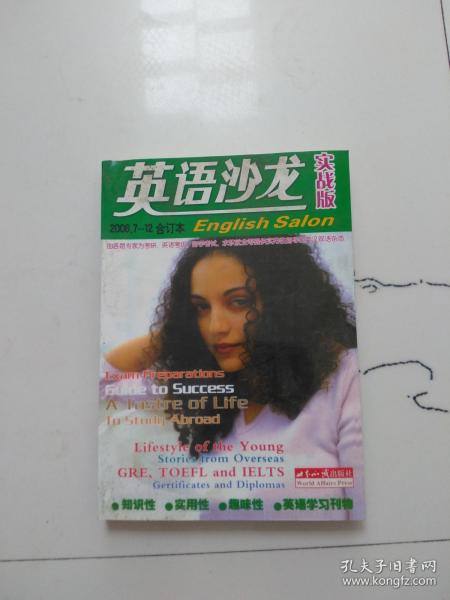 英语沙龙
实战版
2006.7--12 合订本
English Salon
Exam Preparations
Guide to Success
A Tastre of Life
To Study Abroad
Lifestyle of the Young
Stories from Overseas
GRE, TOEFL and IELTS
Gertificates and Diplomas
世界知识出版社
World Affairs Press
●知识性 ●实用性 ●趣味性 ●英语学习刊物
孔夫子旧书网
www.kongfz.com